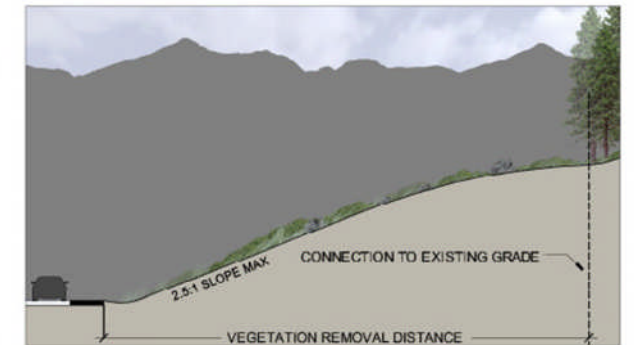 CONNECTION TO EXISTING GRADE
2.5:1 SLOPE MAX
VEGETATION REMOVAL DISTANCE